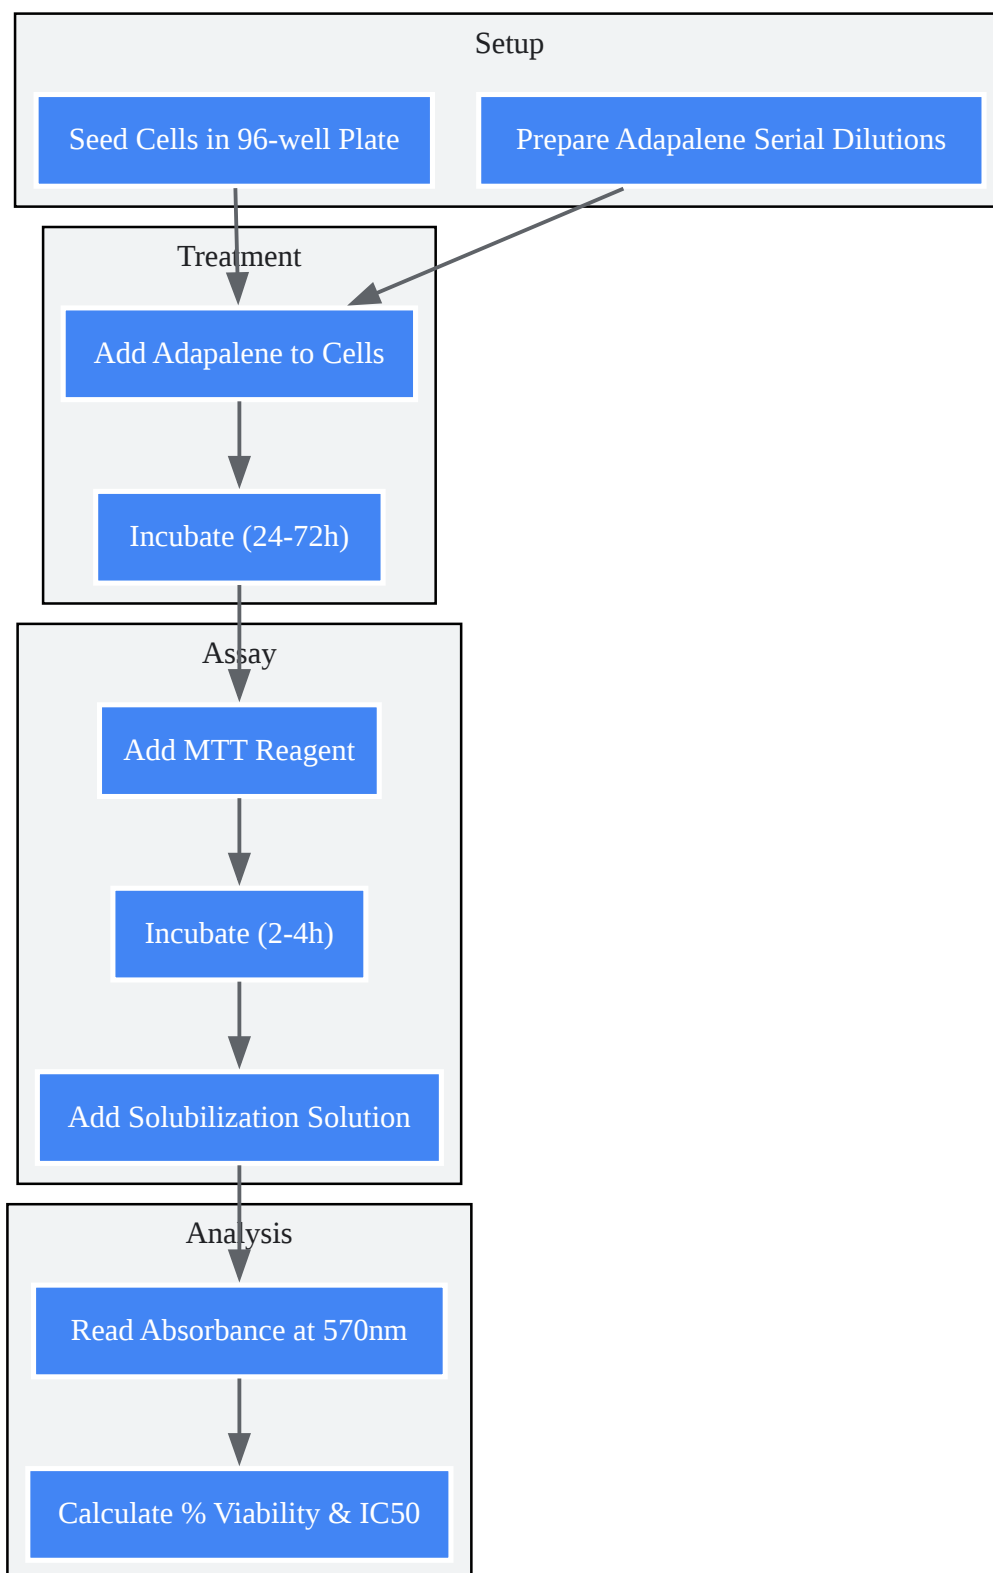 Setup
Seed Cells in 96-well Plate
Prepare Adapalene Serial Dilutions
Treatment
Add Adapalene to Cells
Incubate (24-72h)
Assay
Add MTT Reagent
Incubate (2-4h)
Add Solubilization Solution
Analysis
Read Absorbance at 570nm
Calculate % Viability & IC50